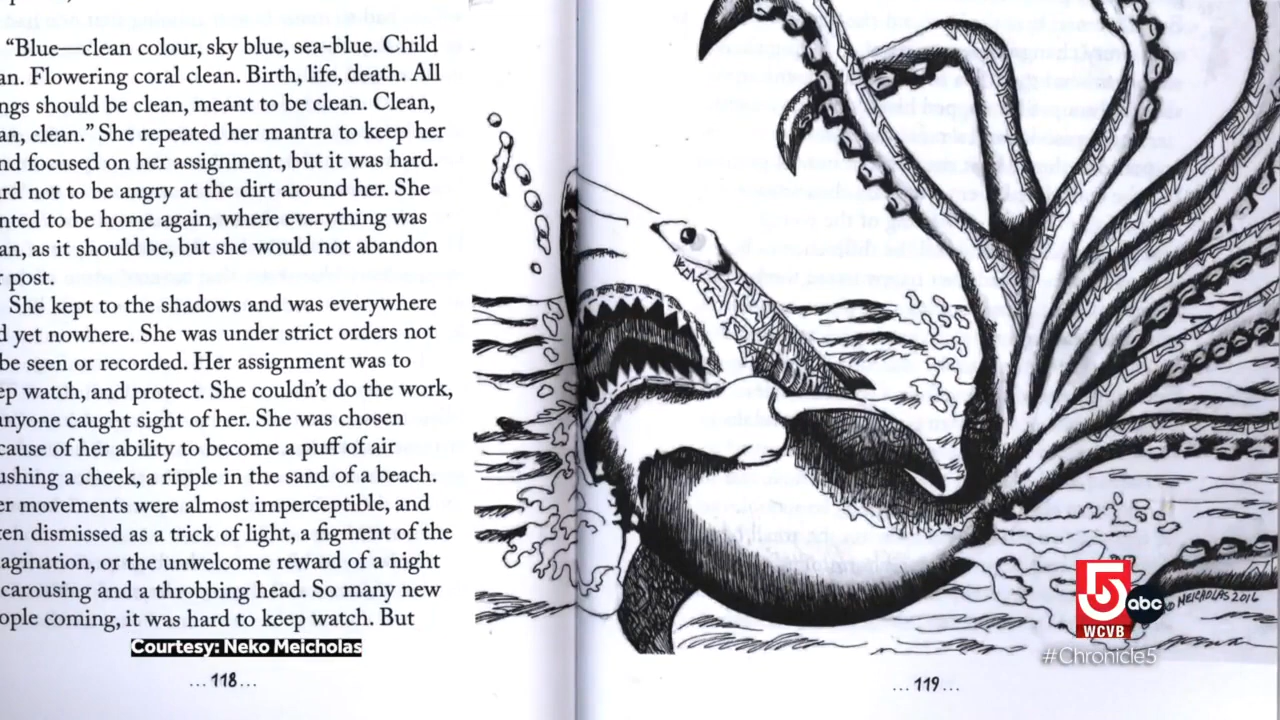 “Blue—clean colour, sky blue, sea-blue. Child
an. Flowering coral clean. Birth, life, death. All
ngs should be clean, meant to be clean. Clean,
an, clean.” She repeated her mantra to keep her
nd focused on her assignment, but it was hard.
rd not to be angry at the dirt around her. She
nted to be home again, where everything was
an, as it should be, but she would not abandon
r post.
She kept to the shadows and was everywhere
d yet nowhere. She was under strict orders not
be seen or recorded. Her assignment was to
ep watch, and protect. She couldn’t do the work,
anyone caught sight of her. She was chosen
cause of her ability to become a puff of air
ushing a cheek, a ripple in the sand of a beach.
er movements were almost imperceptible, and
ten dismissed as a trick of light, a figment of the
agination, or the unwelcome reward of a night
carousing and a throbbing head. So many new
ople coming, it was hard to keep watch. But
Courtesy: Neko Meicholas
...118...
MEICHOLAS 2016
5 abc
WCVB
#Chronicle5
...119...